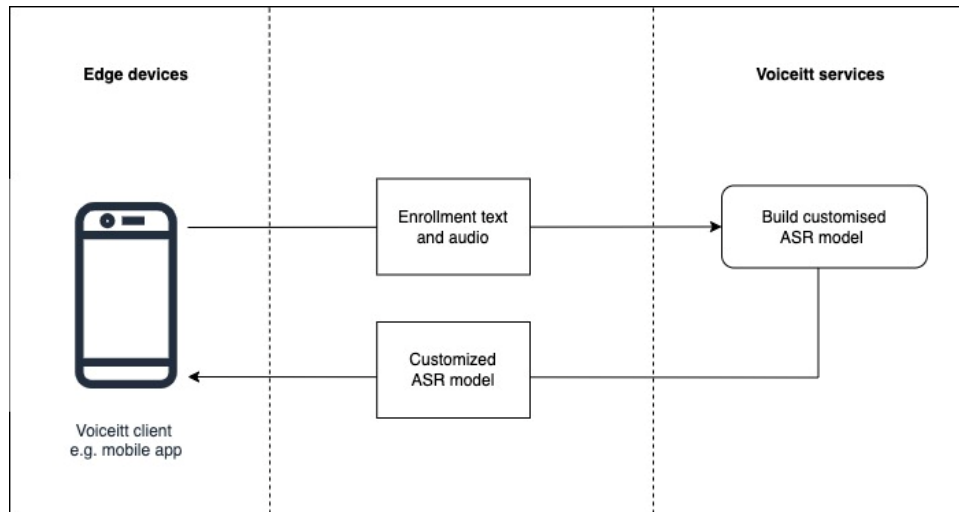 Edge devices
Voiceitt services
Enrollment text
and audio
Build customised
ASR model
Customized
ASR model
Voiceitt client
e.g. mobile app